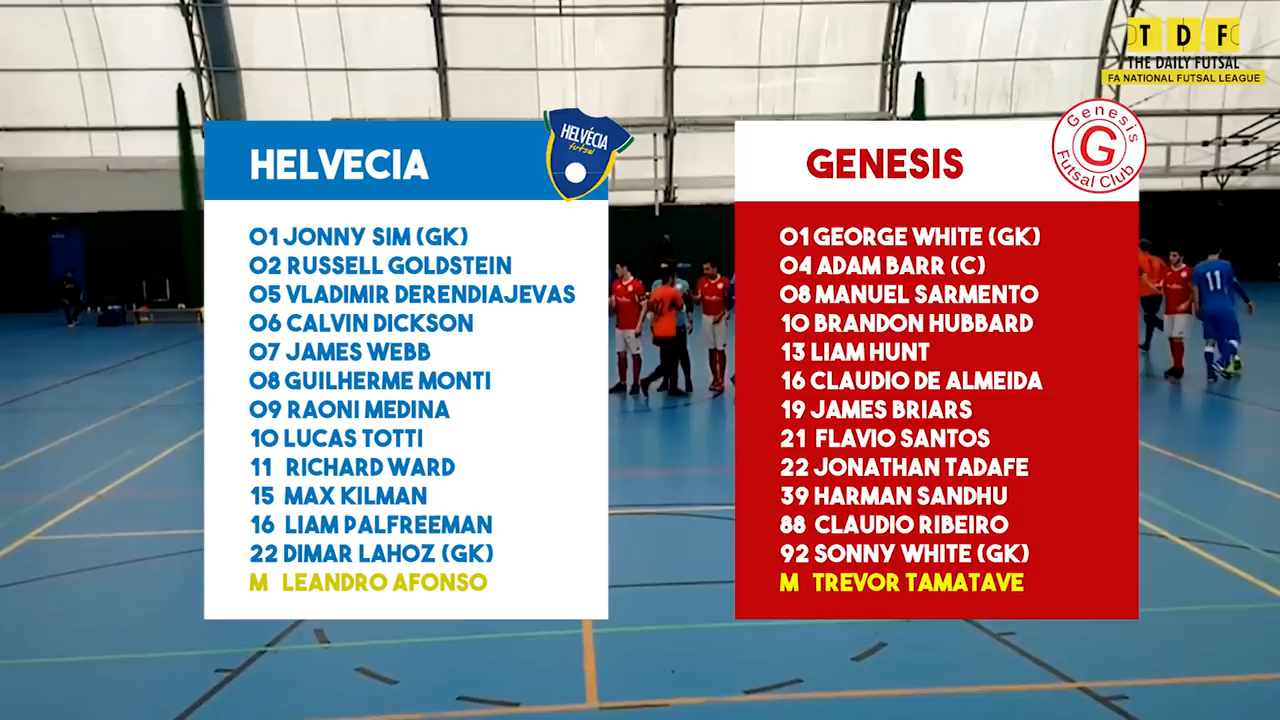 T D F
THE DAILY FUTSAL
FA NATIONAL FUTSAL LEAGUE
HELVECIA
HELVÉCIA
futsal
01 JONNY SIM (GK)
02 RUSSELL GOLDSTEIN
05 VLADIMIR DERENDIAJEVAS
06 CALVIN DICKSON
07 JAMES WEBB
08 GUILHERME MONTI
09 RAONI MEDINA
10 LUCAS TOTTI
11 RICHARD WARD
15 MAX KILMAN
16 LIAM PALFREEMAN
22 DIMAR LAHOZ (GK)
M LEANDRO AFONSO
GENESIS
Genesis
G
Futsal Club
01 GEORGE WHITE (GK)
04 ADAM BARR (C)
08 MANUEL SARMENTO
10 BRANDON HUBBARD
13 LIAM HUNT
16 CLAUDIO DE ALMEIDA
19 JAMES BRIARS
21 FLAVIO SANTOS
22 JONATHAN TADAFE
39 HARMAN SANDHU
88 CLAUDIO RIBEIRO
92 SONNY WHITE (GK)
M TREVOR TAMATAVE
11